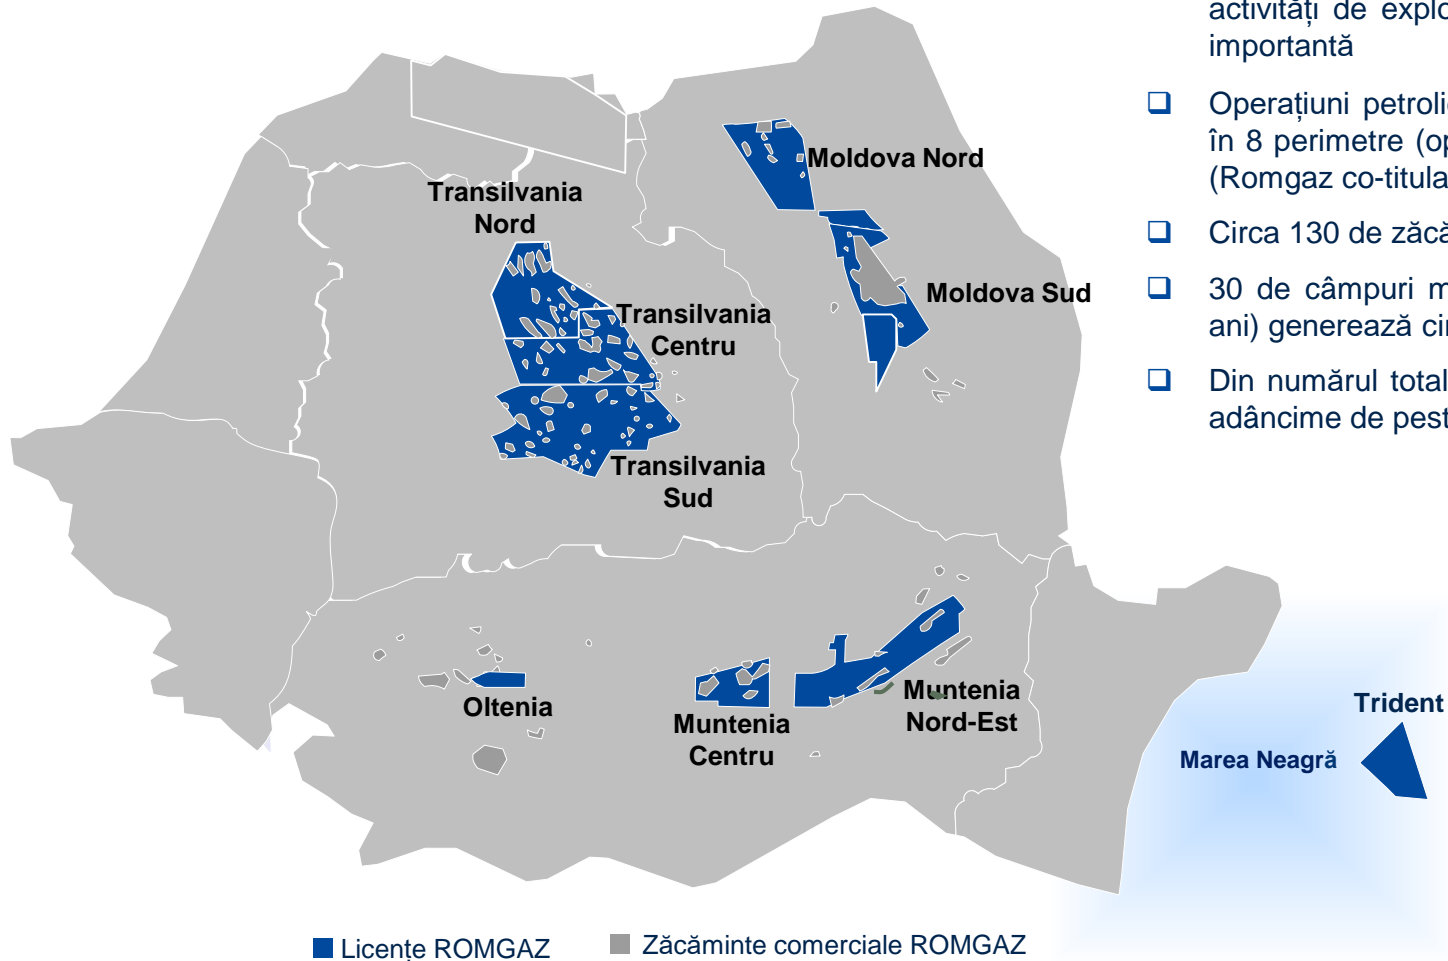 activități de explo
importantă
Operațiuni petroli
în 8 perimetre (op
(Romgaz co-titula
Circa 130 de zăcă
30 de câmpuri m
ani) generează cir
Din numărul total
adâncime de pest
Moldova Nord
Transilvania
Nord
Moldova Sud
Transilvania
Centru
Transilvania
Sud
Oltenia
Muntenia
Centru
Muntenia
Nord-Est
Trident
Marea Neagră
Licențe ROMGAZ
Zăcăminte comerciale ROMGAZ